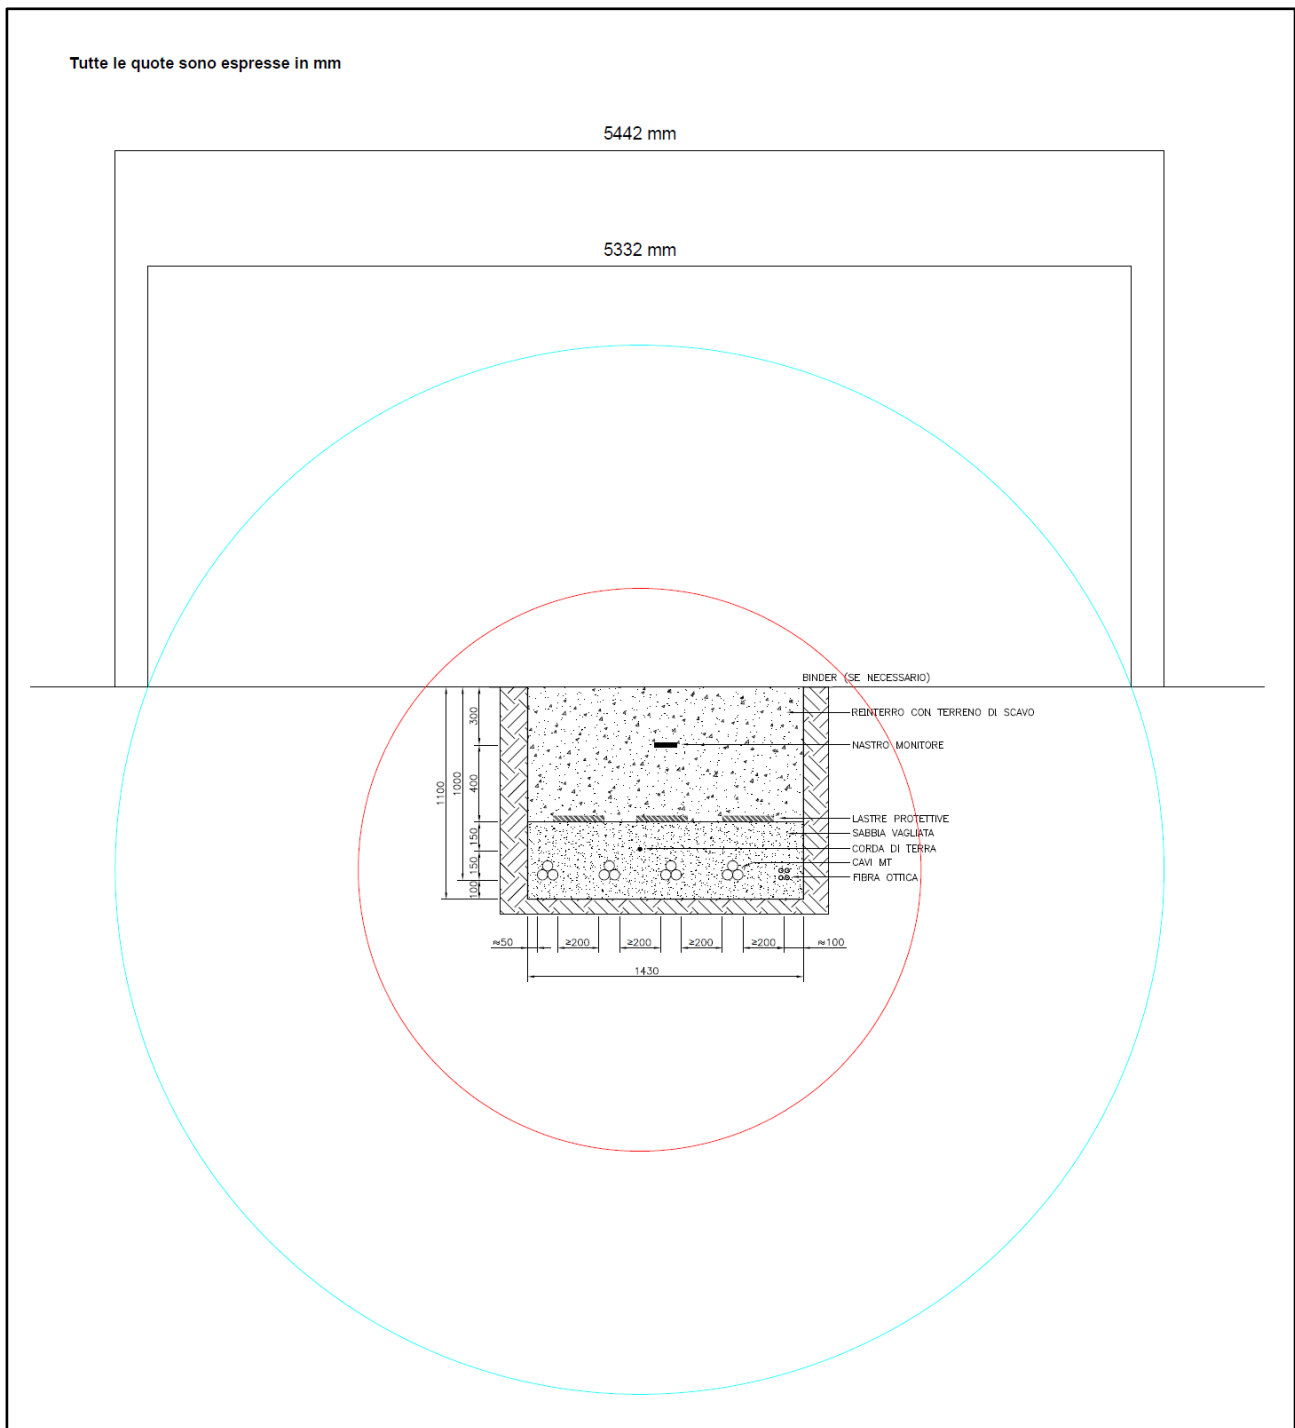 Tutte le quote sono espresse in mm
5442 mm
5332 mm
BINDER (SE NECESSARIO)
REINTERRO CON TERRENO DI SCAVO
NASTRO MONITORE
LASTRE PROTETTIVE
SABBIA VAGLIATA
CORDA DI TERRA
CAVI MT
FIBRA OTTICA
1100
1000
300
400
150
150
100
≈50
≥200
≥200
≥200
≥200
≈100
1430